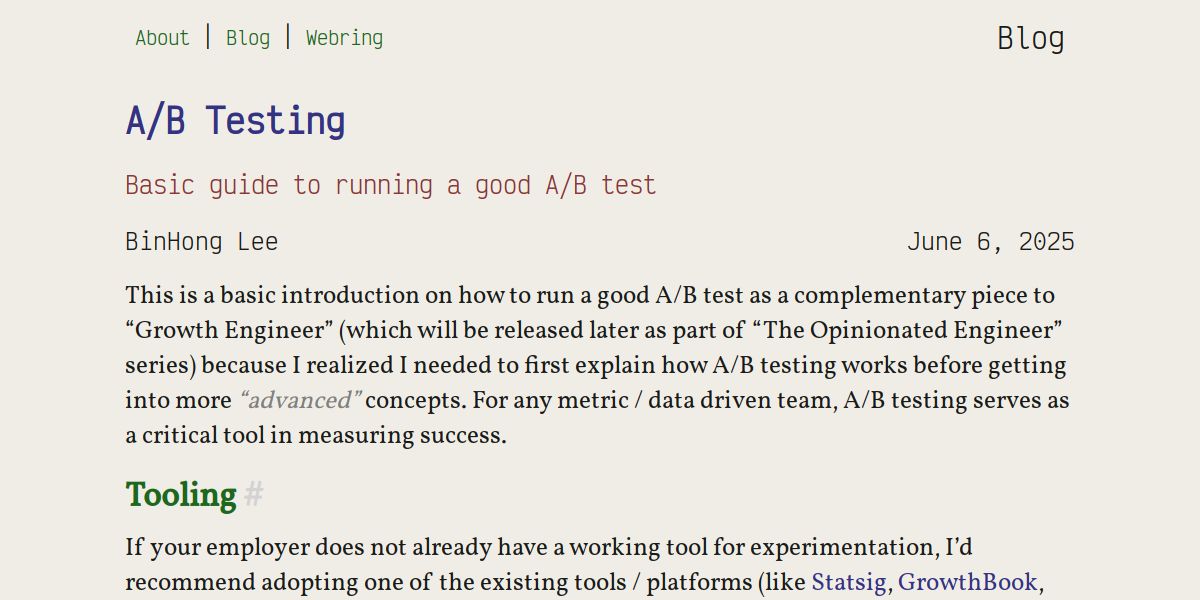 About | Blog | Webring
Blog
A/B Testing
Basic guide to running a good A/B test
BinHong Lee
June 6, 2025
This is a basic introduction on how to run a good A/B test as a complementary piece to
“Growth Engineer” (which will be released later as part of “The Opinionated Engineer”
series) because I realized I needed to first explain how A/B testing works before getting
into more “advanced” concepts. For any metric / data driven team, A/B testing serves as
a critical tool in measuring success.
Tooling #
If your employer does not already have a working tool for experimentation, I’d
recommend adopting one of the existing tools / platforms (like Statsig, GrowthBook,